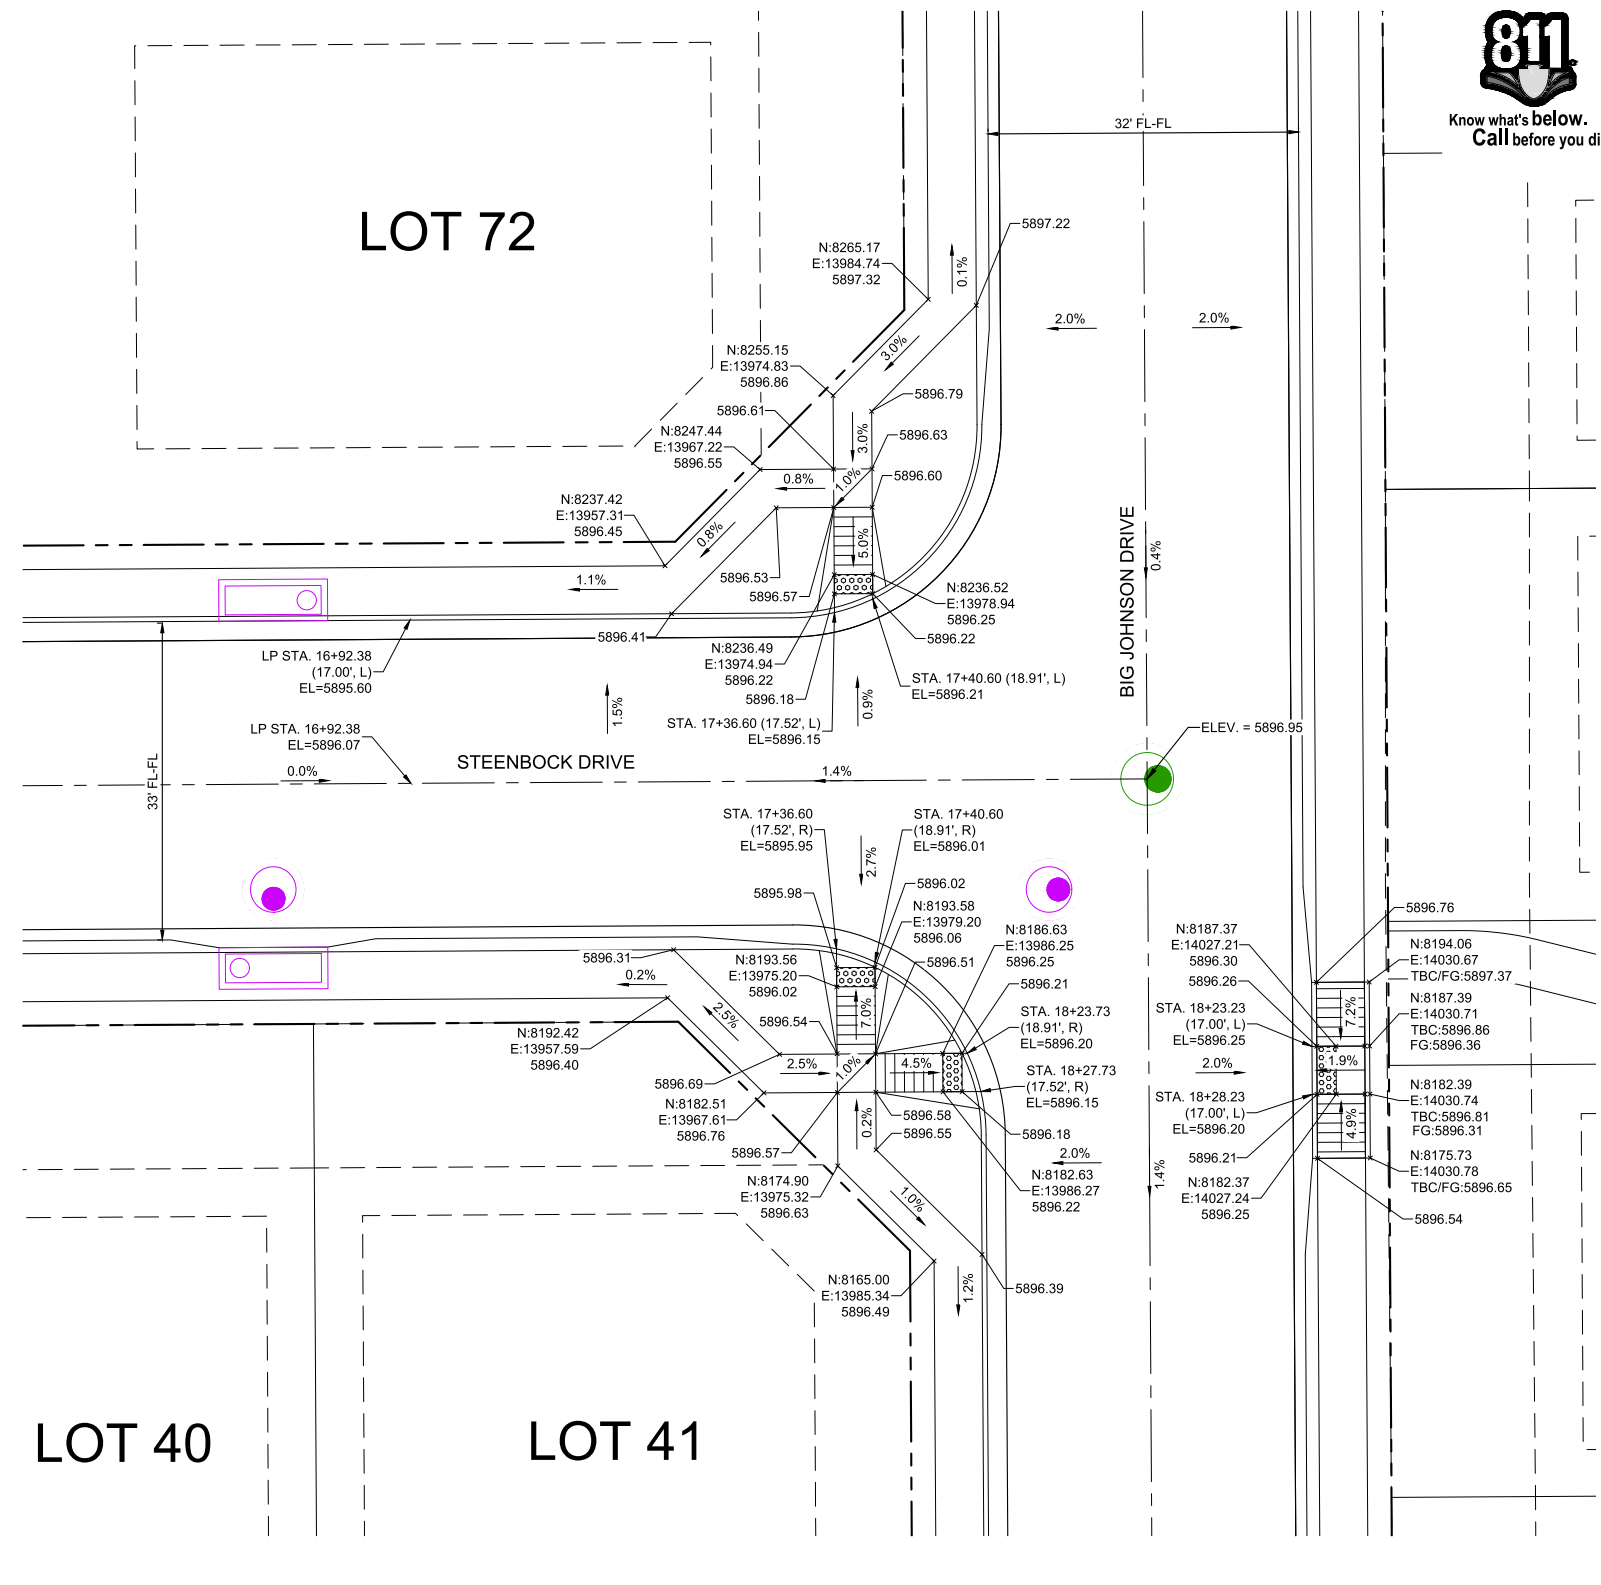 811
Know what's below.
Call before you di
32' FL-FL
LOT 72
5897.22
N:8265.17
E:13984.74
5897.32
0.1%
2.0%
2.0%
3.0%
N:8255.15
E:13974.83
5896.86
5896.79
5896.61
N:8247.44
E:13967.22
5896.55
3.0%
5896.63
0.8%
1.0%
5896.60
N:8237.42
E:13957.31
5896.45
0.8%
5.0%
BIG JOHNSON DRIVE
0.4%
5896.53
1.1%
5896.57
N:8236.52
E:13978.94
5896.25
5896.41
5896.22
LP STA. 16+92.38
(17.00', L)
EL=5895.60
N:8236.49
E:13974.94
5896.22
5896.18
STA. 17+40.60 (18.91', L)
EL=5896.21
1.5%
0.9%
STA. 17+36.60 (17.52', L)
EL=5896.15
LP STA. 16+92.38
EL=5896.07
ELEV. = 5896.95
33' FL-FL
STEENBOCK DRIVE
0.0%
1.4%
STA. 17+36.60
(17.52', R)
EL=5895.95
STA. 17+40.60
(18.91', R)
EL=5896.01
2.7%
5895.98
5896.02
N:8193.58
E:13979.20
5896.06
5896.76
N:8186.63
E:13986.25
5896.25
N:8187.37
E:14027.21
5896.30
N:8194.06
E:14030.67
TBC/FG:5897.37
5896.31
0.2%
N:8193.56
E:13975.20
5896.02
5896.51
5896.21
5896.26
N:8187.39
E:14030.71
TBC:5896.86
FG:5896.36
2.5%
7.0%
7.2%
N:8192.42
E:13957.59
5896.40
5896.54
STA. 18+23.73
(18.91', R)
EL=5896.20
STA. 18+23.23
(17.00', L)
EL=5896.25
2.5%
1.0%
4.5%
2.0%
1.9%
5896.69
STA. 18+27.73
(17.52', R)
EL=5896.15
N:8182.51
E:13967.61
5896.76
STA. 18+28.23
(17.00', L)
EL=5896.20
N:8182.39
E:14030.74
TBC:5896.81
FG:5896.31
0.2%
5896.58
5896.55
5896.18
4.9%
5896.57
2.0%
5896.21
1.4%
N:8175.73
E:14030.78
TBC/FG:5896.65
N:8174.90
E:13975.32
5896.63
N:8182.63
E:13986.27
5896.22
N:8182.37
E:14027.24
5896.25
1.0%
5896.54
N:8165.00
E:13985.34
5896.49
1.2%
5896.39
LOT 40
LOT 41